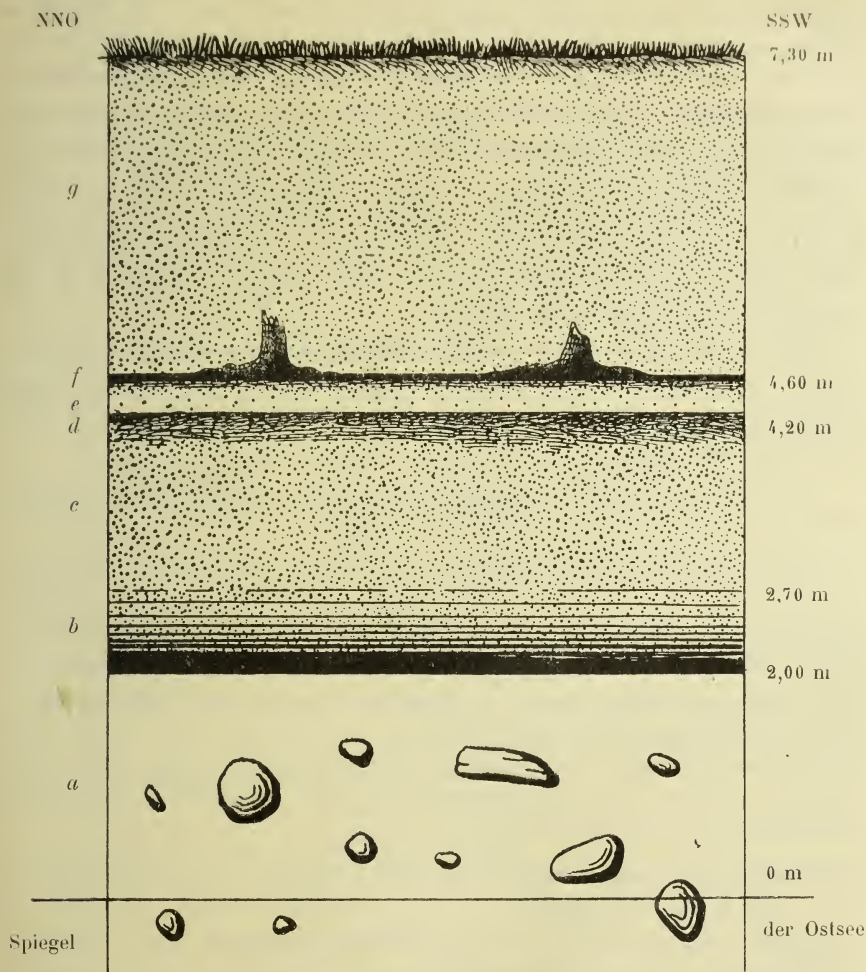 NNO
SSW
7,30 m
g
f
4,60 m
e
d
4,20 m
c
2,70 m
b
2,00 m
a
0 m
Spiegel
der Ostsee